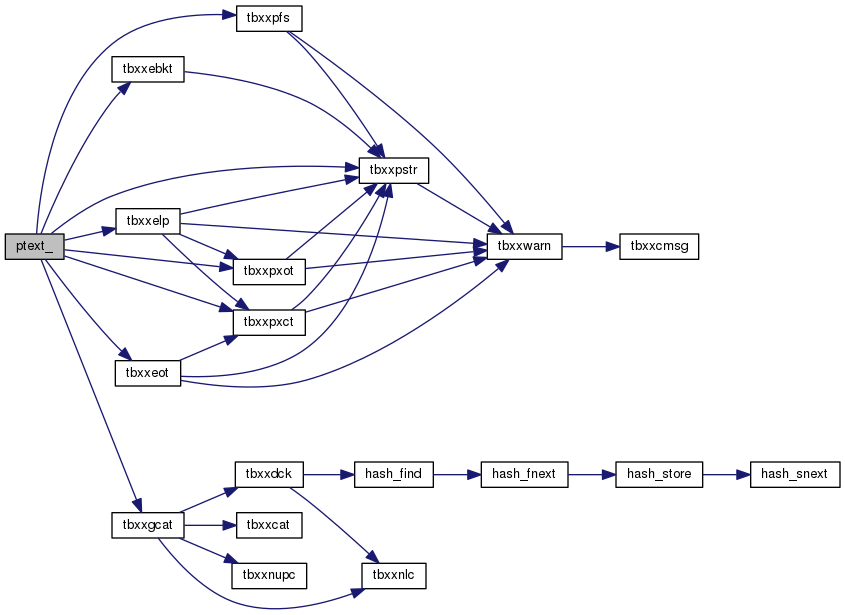 tbxxpfs
tbxxebkt
tbxxpstr
tbxxelp
ptext_
tbxxwarn
tbxxcmsg
tbxxpxot
tbxxpxct
tbxxeot
tbxxdck
hash_find
hash_fnext
hash_store
hash_snext
tbxxgcat
tbxxcat
tbxxnupc
tbxxnlc